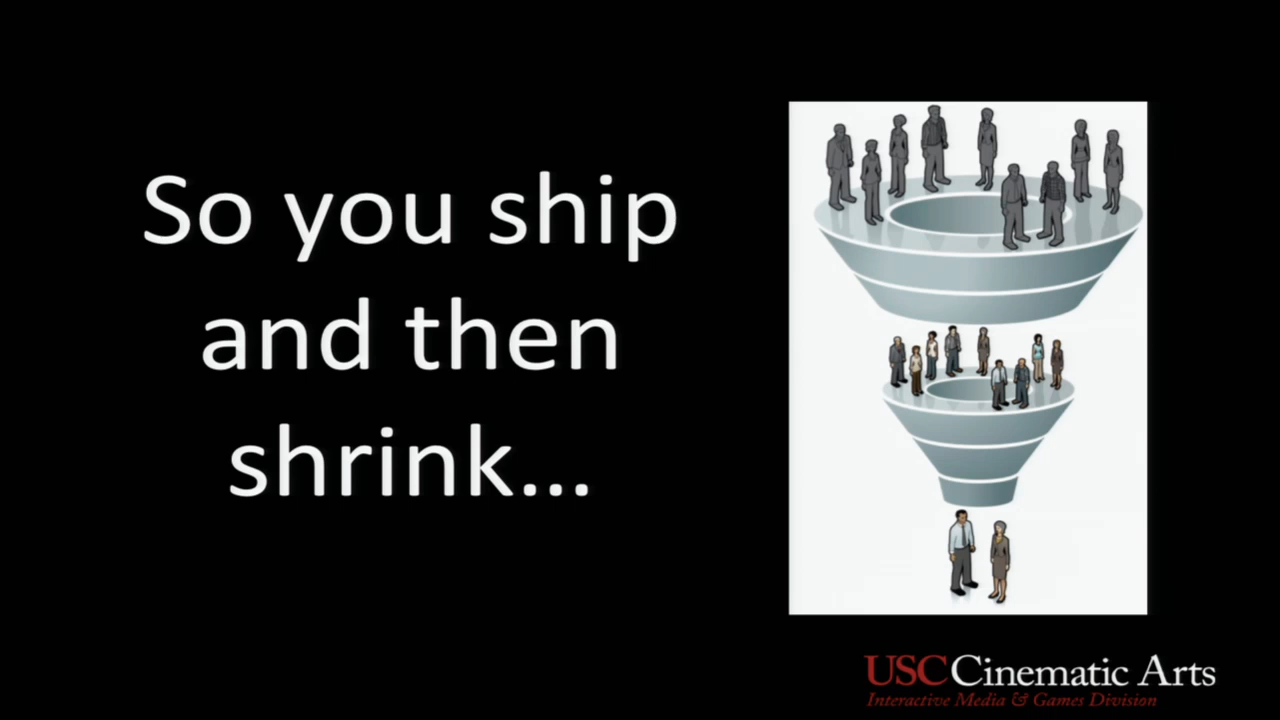 So you ship
and then
shrink...
USC Cinematic Arts
Interactive Media & Games Division